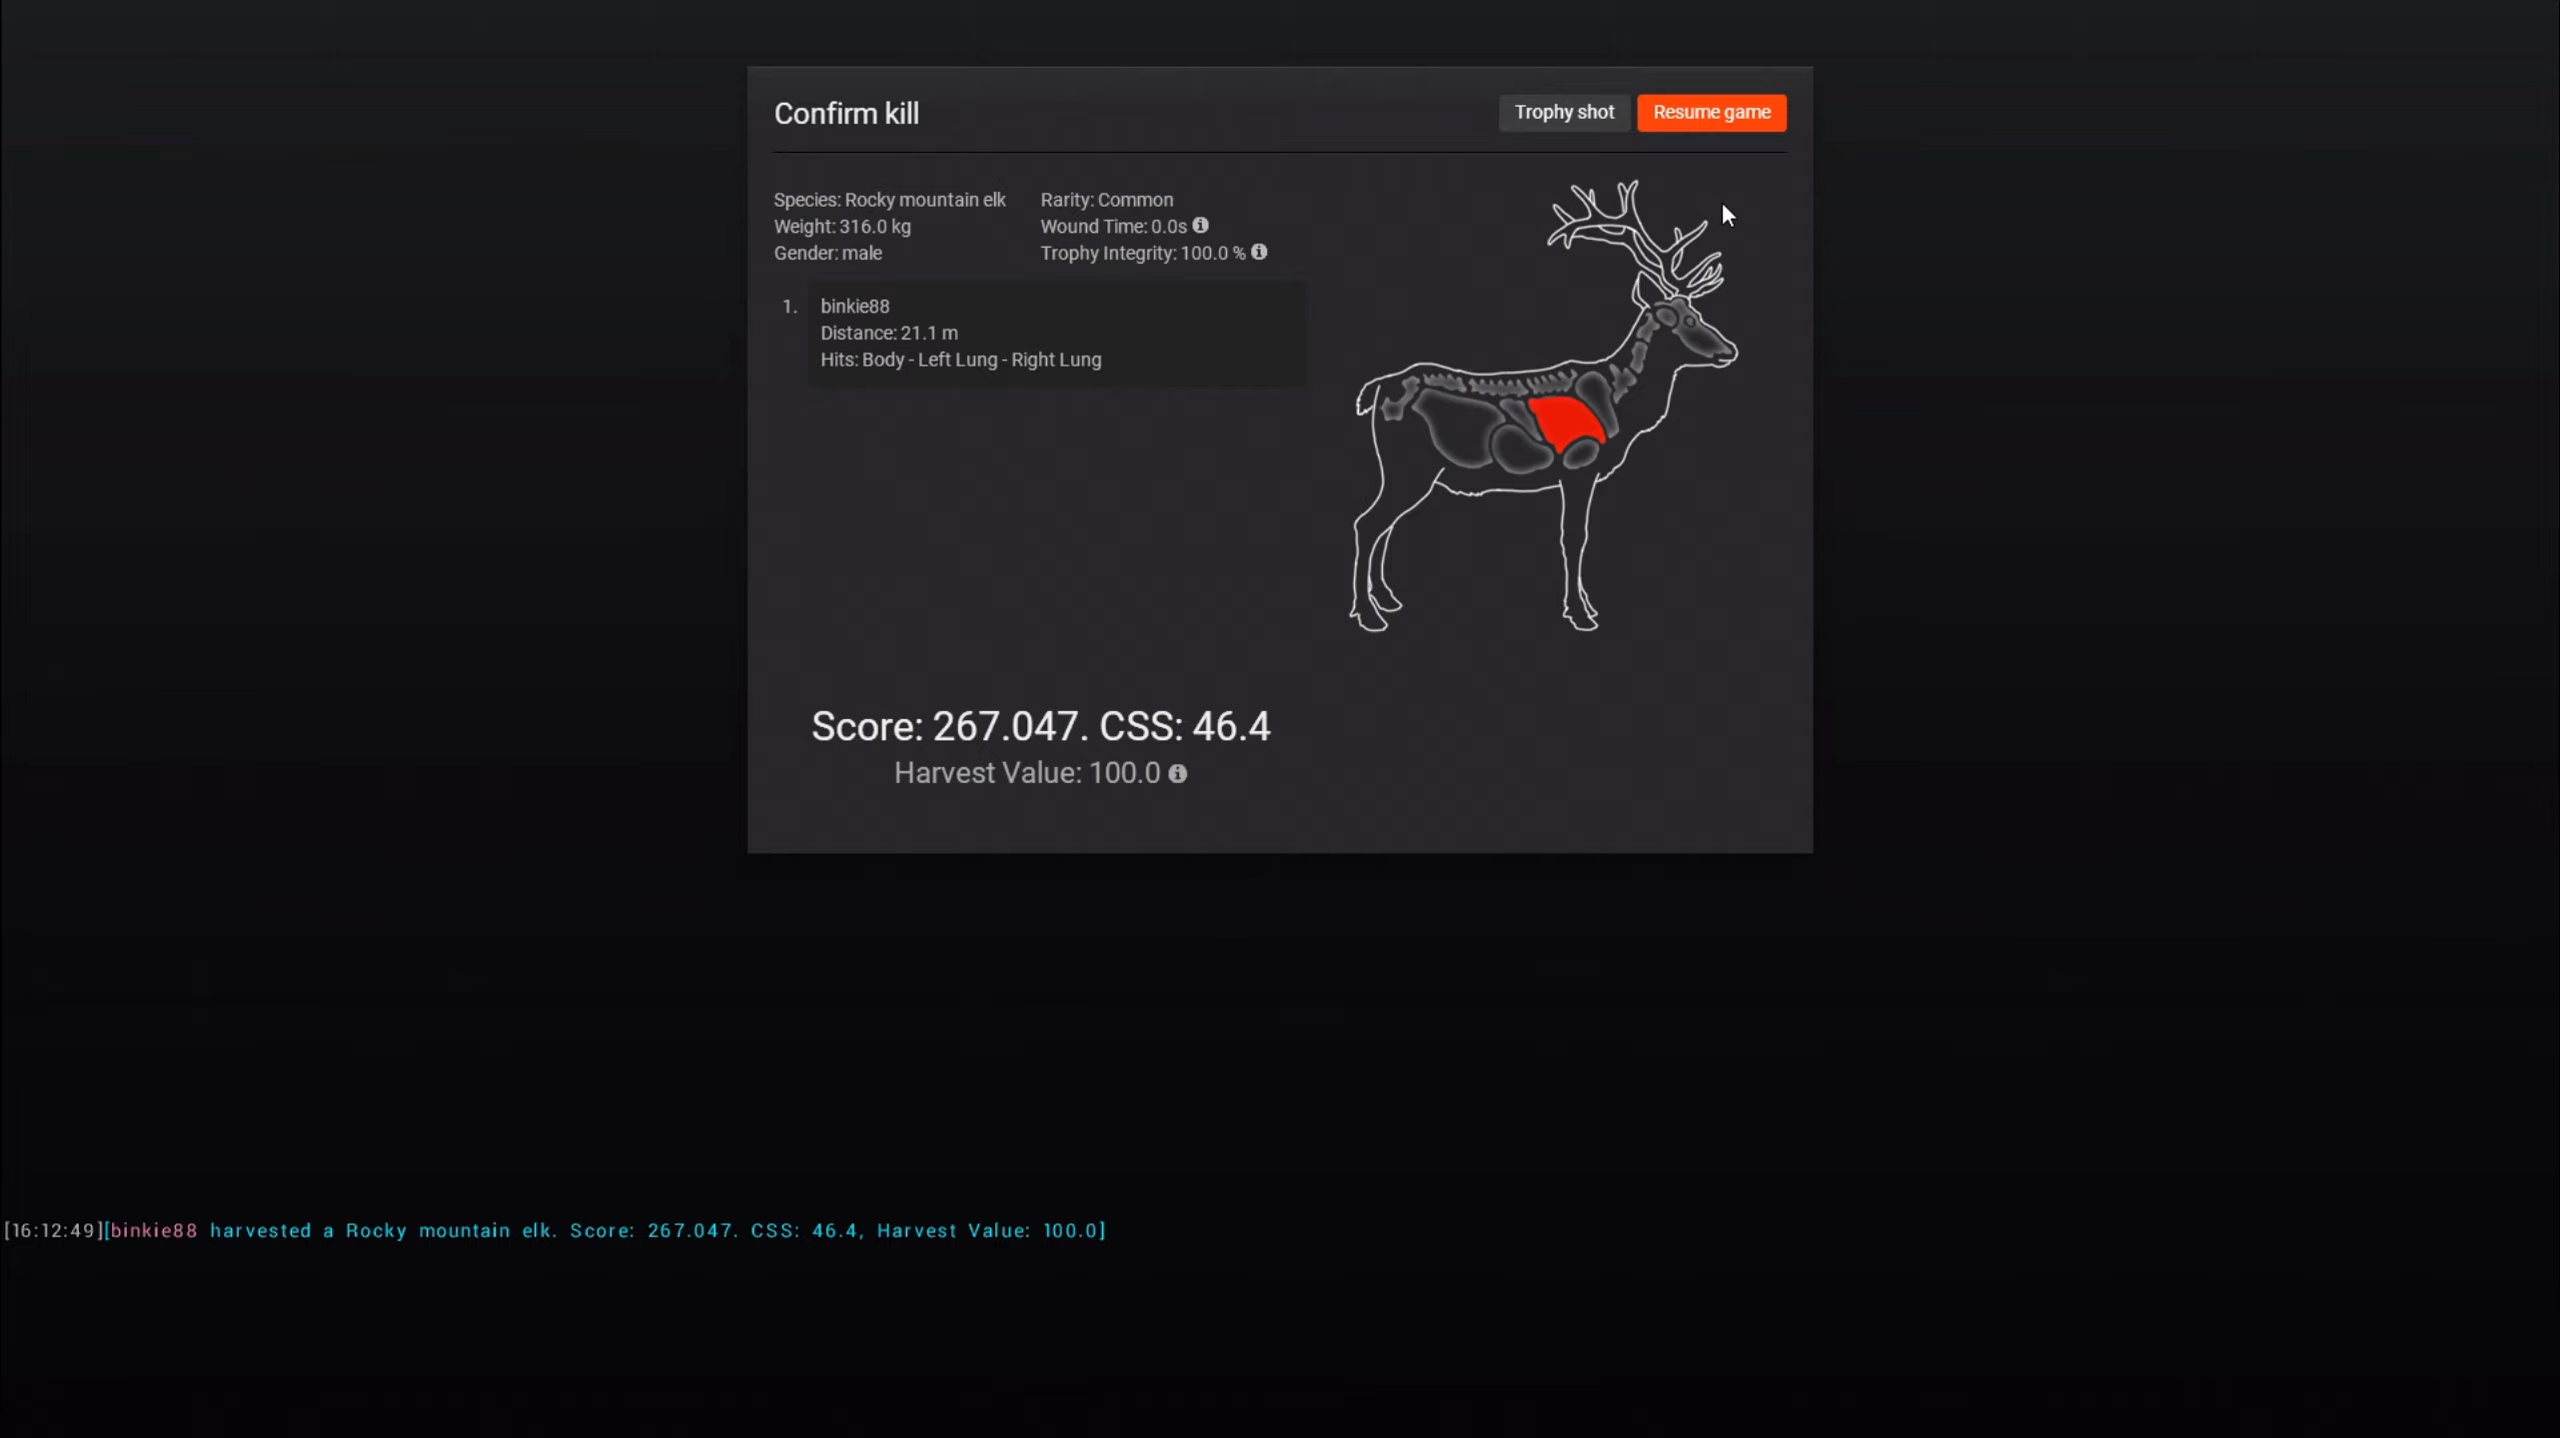 Confirm kill
Trophy shot
Resume game
Species: Rocky mountain elk
Weight: 316.0 kg
Gender: male
Rarity: Common
Wound Time: 0.0s
Trophy Integrity: 100.0 %
1.
binkie88
Distance: 21.1 m
Hits: Body - Left Lung - Right Lung
Score: 267.047. CSS: 46.4
Harvest Value: 100.0
[16:12:49][binkie88 harvested a Rocky mountain elk. Score: 267.047. CSS: 46.4, Harvest Value: 100.0]